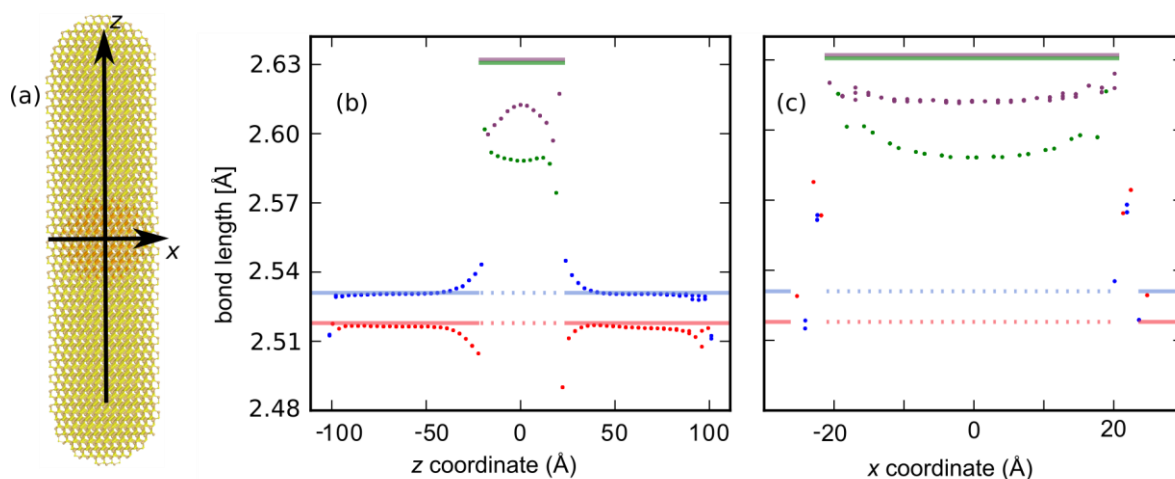 (a)
z
x
(b)
(c)
bond length [Å]
2.63
2.60
2.57
2.54
2.51
2.48
-100
-50
0
50
100
z coordinate (Å)
-20
0
20
x coordinate (Å)